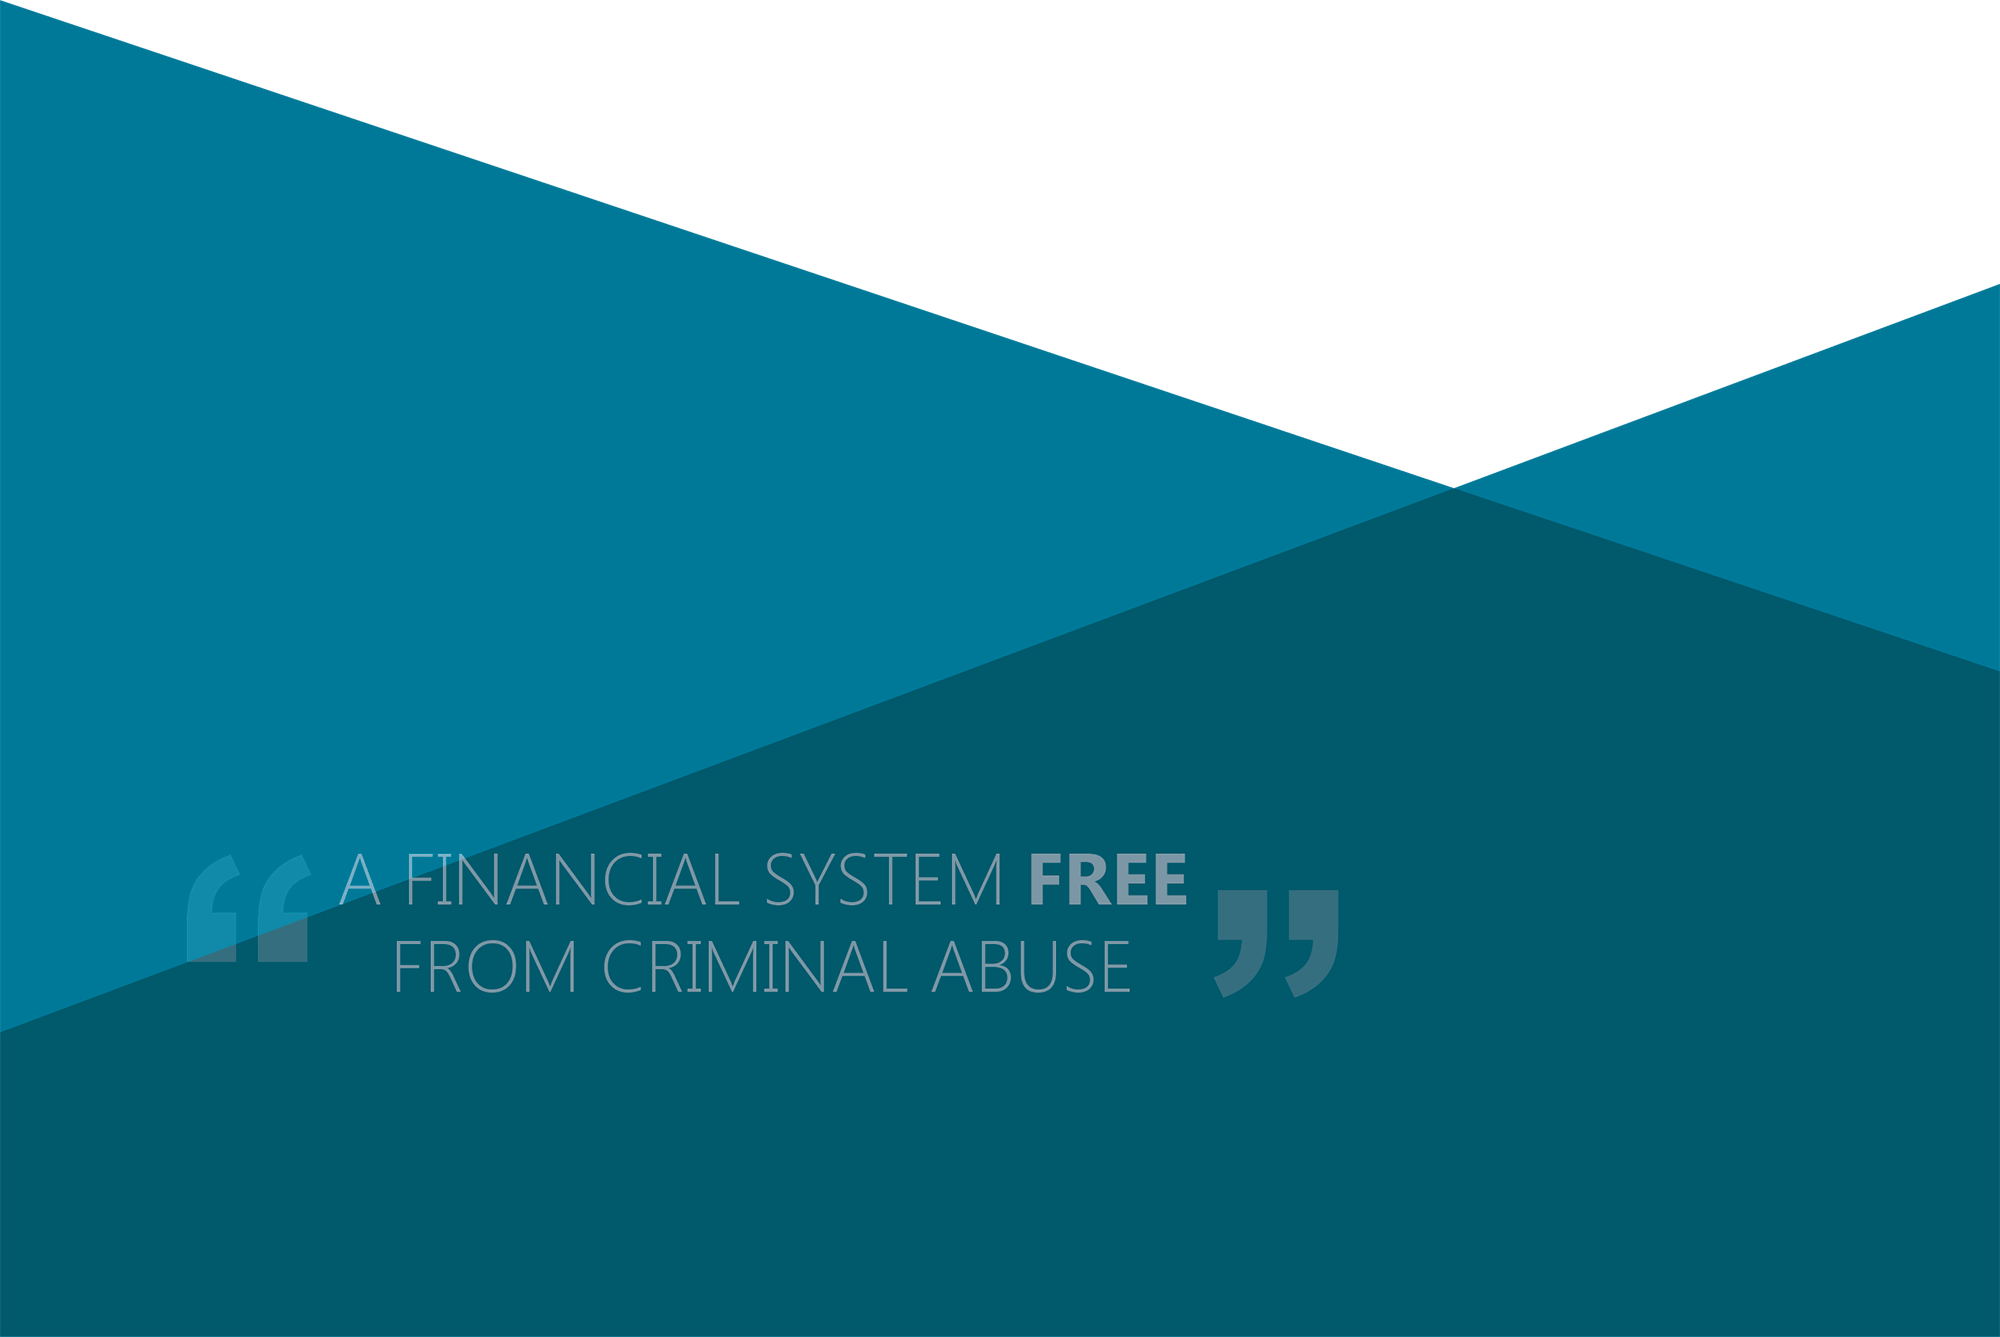 “A FINANCIAL SYSTEM FREE
FROM CRIMINAL ABUSE”